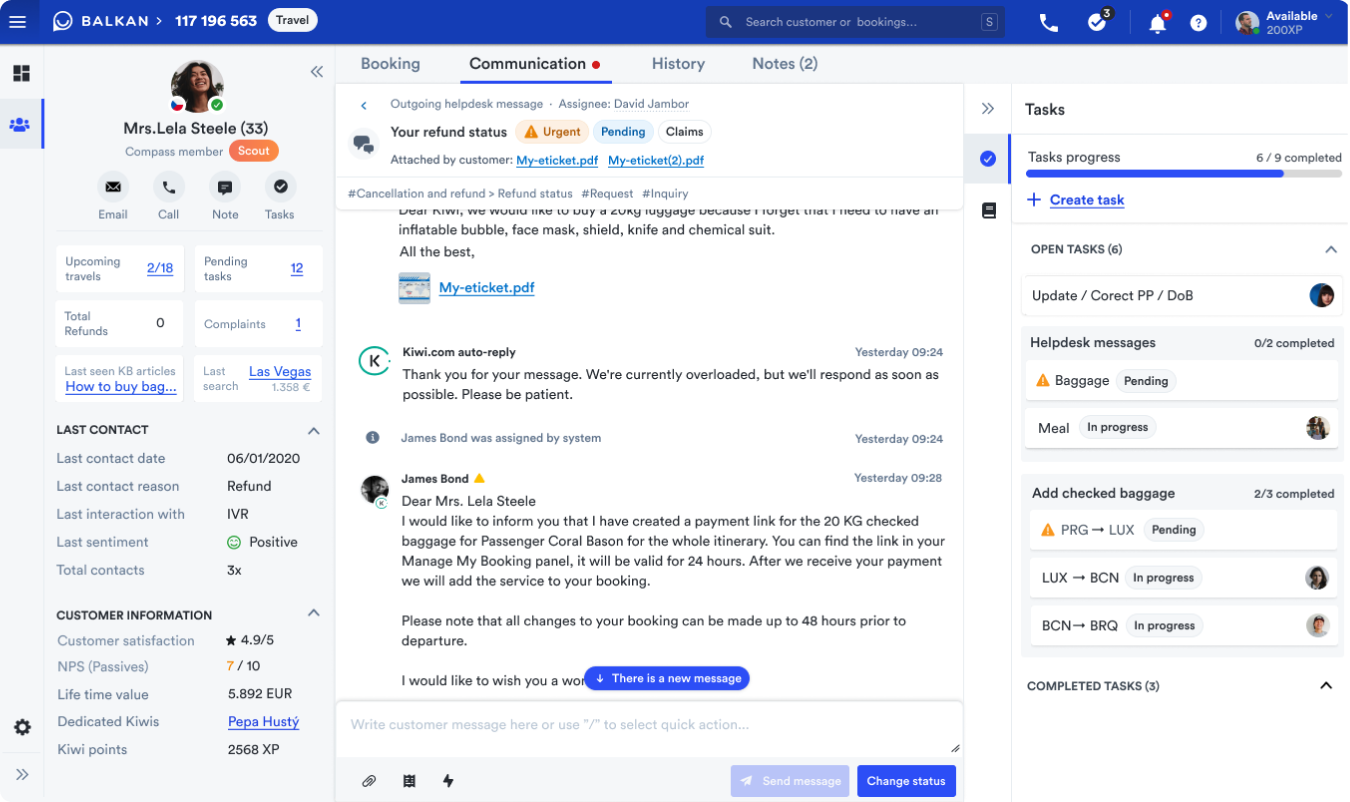 BALKAN > 117 196 563 Travel
Search customer or bookings... S
3
Available
200XP
Mrs.Lela Steele (33)
Compass member Scout
Email Call Note Tasks
Upcoming travels 2/18
Pending tasks 12
Total Refunds 0
Complaints 1
Last seen KB articles
How to buy bag...
Last search Las Vegas
1.358 €
LAST CONTACT
Last contact date 06/01/2020
Last contact reason Refund
Last interaction with IVR
Last sentiment Positive
Total contacts 3x
CUSTOMER INFORMATION
Customer satisfaction ★ 4.9/5
NPS (Passives) 7 / 10
Life time value 5.892 EUR
Dedicated Kiwis Pepa Hustý
Kiwi points 2568 XP
Booking Communication History Notes (2)
Outgoing helpdesk message · Assignee: David Jambor
Your refund status Urgent Pending Claims
Attached by customer: My-eticket.pdf My-eticket(2).pdf
#Cancellation and refund > Refund status #Request #Inquiry
Dear Kiwi, we would like to buy a 20kg luggage because I forget that I need to have an
inflatable bubble, face mask, shield, knife and chemical suit.
All the best,
My-eticket.pdf
K
Kiwi.com auto-reply Yesterday 09:24
Thank you for your message. We're currently overloaded, but we'll respond as soon as
possible. Please be patient.
James Bond was assigned by system Yesterday 09:24
James Bond Yesterday 09:28
K
Dear Mrs. Lela Steele
I would like to inform you that I have created a payment link for the 20 KG checked
baggage for Passenger Coral Bason for the whole itinerary. You can find the link in your
Manage My Booking panel, it will be valid for 24 hours. After we receive your payment
we will add the service to your booking.
Please note that all changes to your booking can be made up to 48 hours prior to
departure.
I would like to wish you a wo
↓ There is a new message
Write customer message here or use "/" to select quick action...
Send message Change status
Tasks
Tasks progress 6 / 9 completed
+ Create task
OPEN TASKS (6)
Update / Corect PP / DoB
Helpdesk messages 0/2 completed
Baggage Pending
Meal In progress
Add checked baggage 2/3 completed
PRG → LUX Pending
LUX → BCN In progress
BCN→ BRQ In progress
COMPLETED TASKS (3)